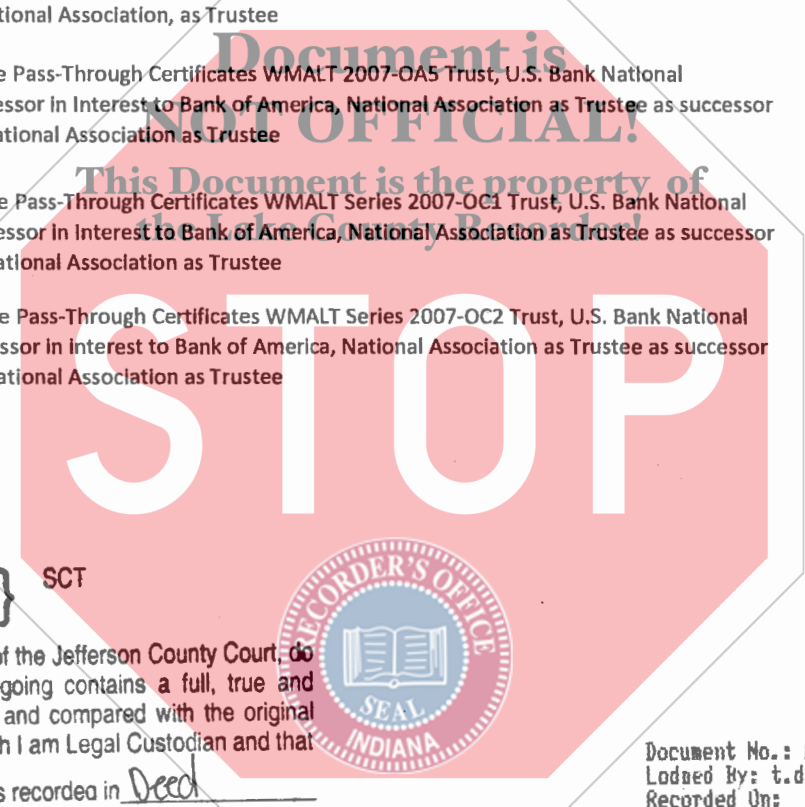 tional Association, as Trustee
Document is
e Pass-Through Certificates WMALT 2007-OA5 Trust, U.S. Bank National
essor in Interest to Bank of America, National Association as Trustee as successor
NOT OFFICIAL!
ational Association as Trustee
This Document is the property of
e Pass-Through Certificates WMALT Series 2007-OC1 Trust, U.S. Bank National
the Lake County Recorder!
essor in Interest to Bank of America, National Association as Trustee as successor
ational Association as Trustee
e Pass-Through Certificates WMALT Series 2007-OC2 Trust, U.S. Bank National
ssor in interest to Bank of America, National Association as Trustee as successor
ational Association as Trustee
STOP
} SCT
RECORDER'S OFFICE
SEAL
INDIANA
of the Jefferson County Court, do
going contains a full, true and
and compared with the original
h I am Legal Custodian and that
s recorded in Deed
Document No.:
Lodged By: t.d
Recorded On: